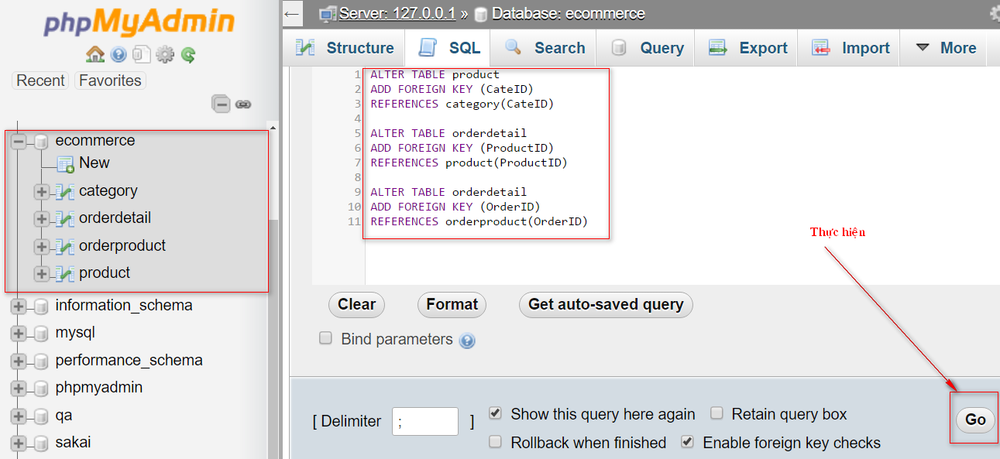 phpMyAdmin
Recent Favorites
ecommerce
New
category
orderdetail
orderproduct
product
information_schema
mysql
performance_schema
phpmyadmin
qa
sakai
← Server: 127.0.0.1 » Database: ecommerce
Structure SQL Search Query Export Import More
1 ALTER TABLE product
2 ADD FOREIGN KEY (CateID)
3 REFERENCES category(CateID)
4
5 ALTER TABLE orderdetail
6 ADD FOREIGN KEY (ProductID)
7 REFERENCES product(ProductID)
8
9 ALTER TABLE orderdetail
10 ADD FOREIGN KEY (OrderID)
11 REFERENCES orderproduct(OrderID)
Thực hiện
Clear Format Get auto-saved query
Bind parameters
[ Delimiter ; ] Show this query here again Retain query box
Rollback when finished Enable foreign key checks
Go